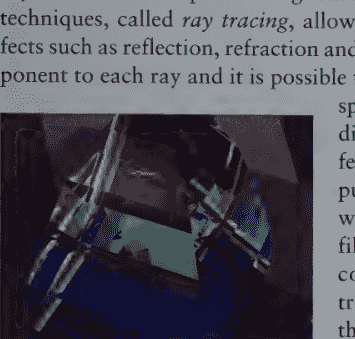 techniques, called ray tracing, allow
fects such as reflection, refraction and
ponent to each ray and it is possible
sp
di
fe
pu
w
fil
co
tr
th